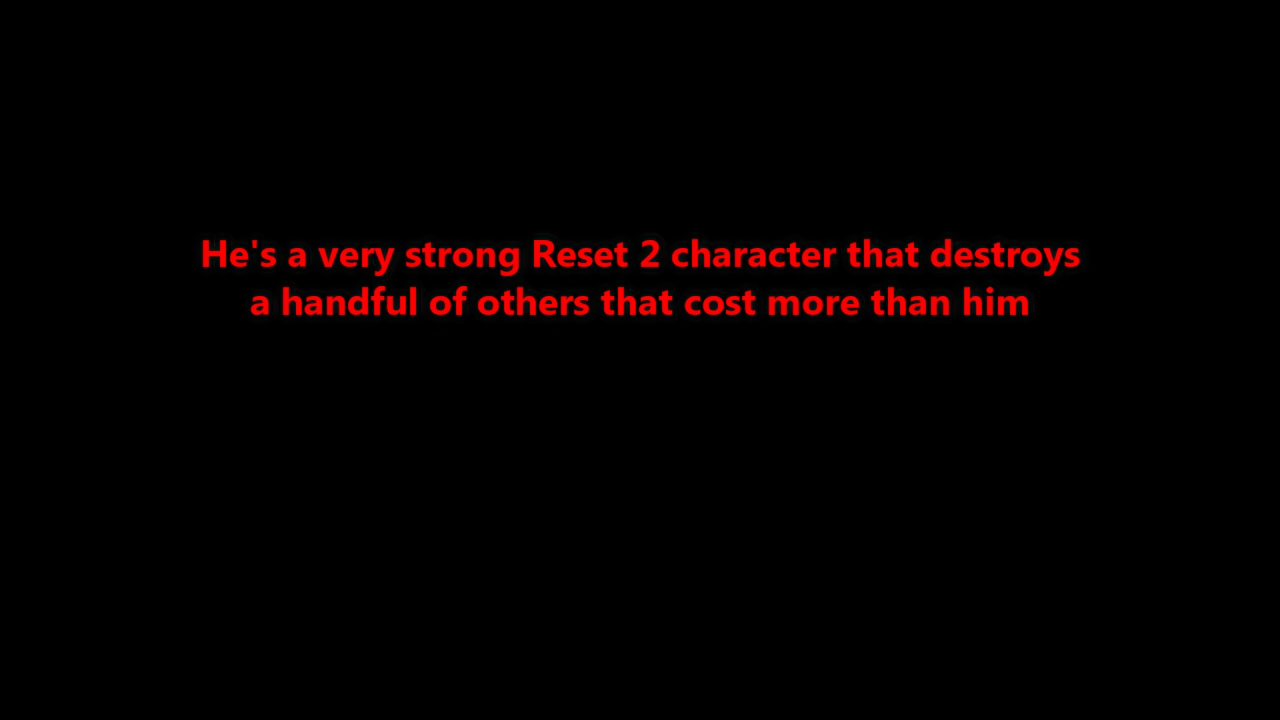 He's a very strong Reset 2 character that destroys
a handful of others that cost more than him